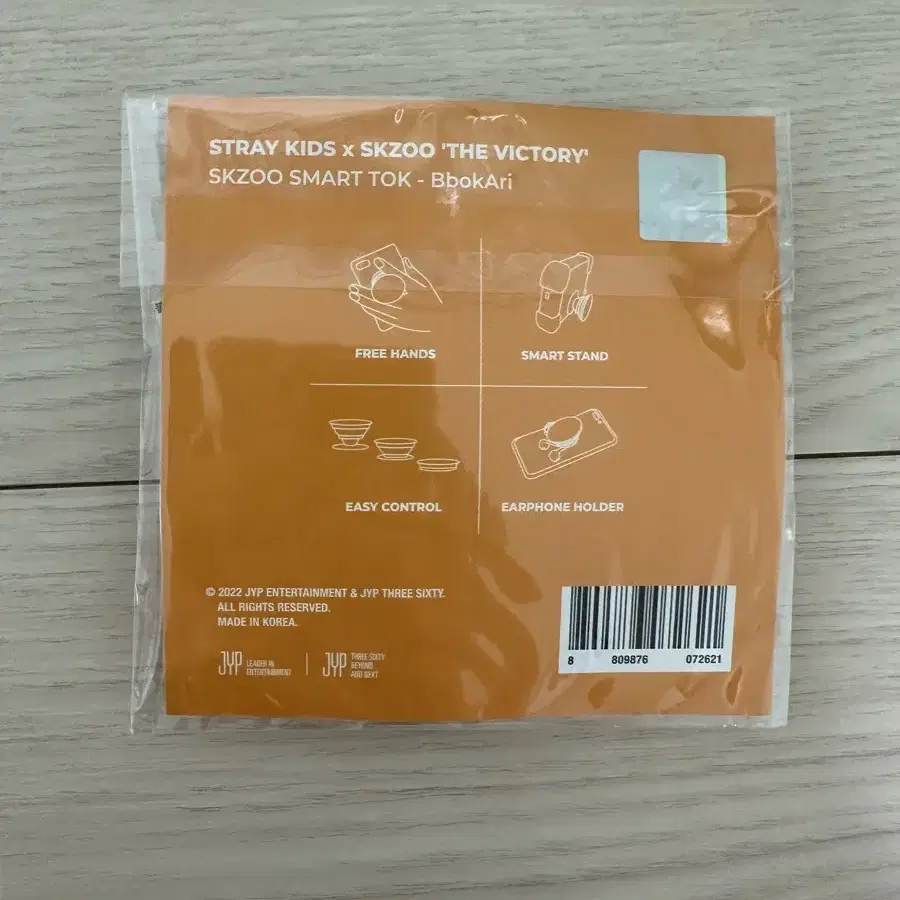 STRAY KIDS x SKZOO 'THE VICTORY'
SKZOO SMART TOK - BbokAri
FREE HANDS
SMART STAND
EASY CONTROL
EARPHONE HOLDER
© 2022 JYP ENTERTAINMENT & JYP THREE SIXTY.
ALL RIGHTS RESERVED.
MADE IN KOREA.
JYP LEADER IN
ENTERTAINMENT
JYP THREE SIXTY
BEYOND
AND NEXT
8 809876 072621